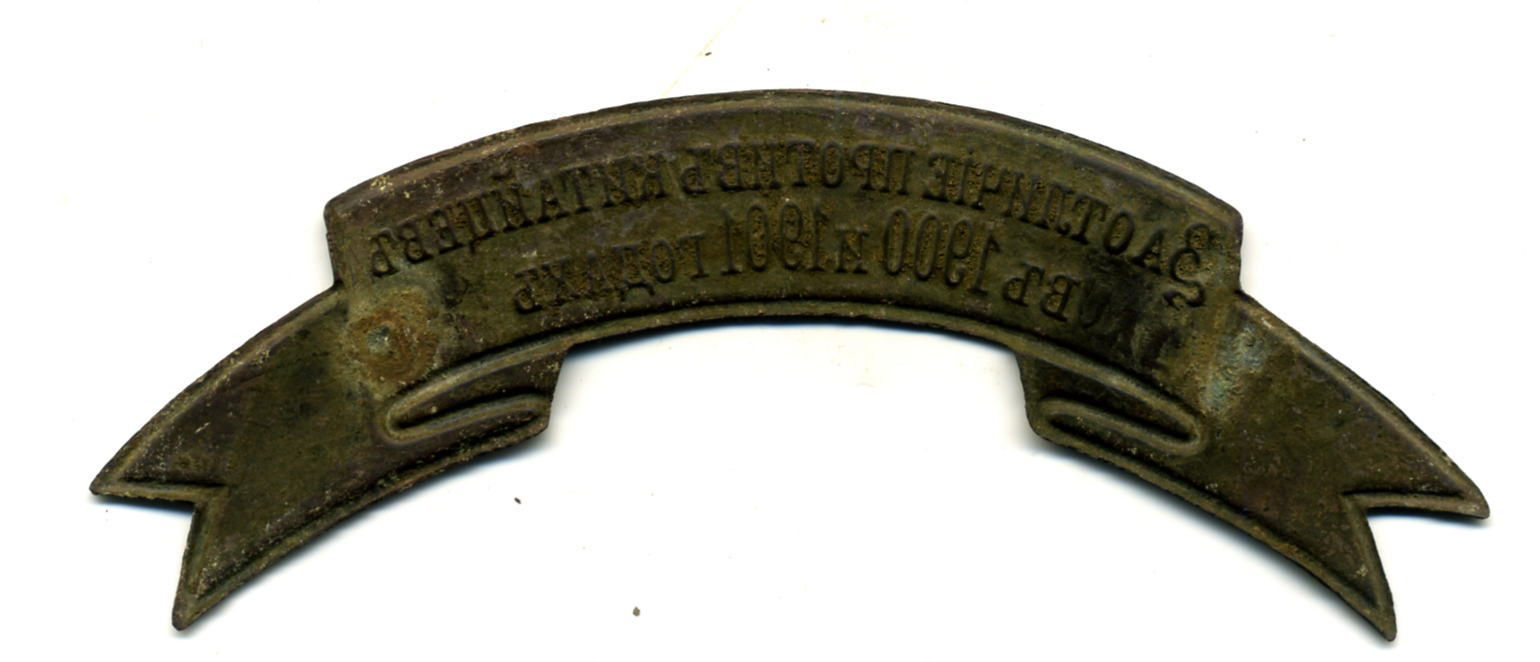 За отличіе противъ китайцевъ
въ 1900 и 1901 годахъ